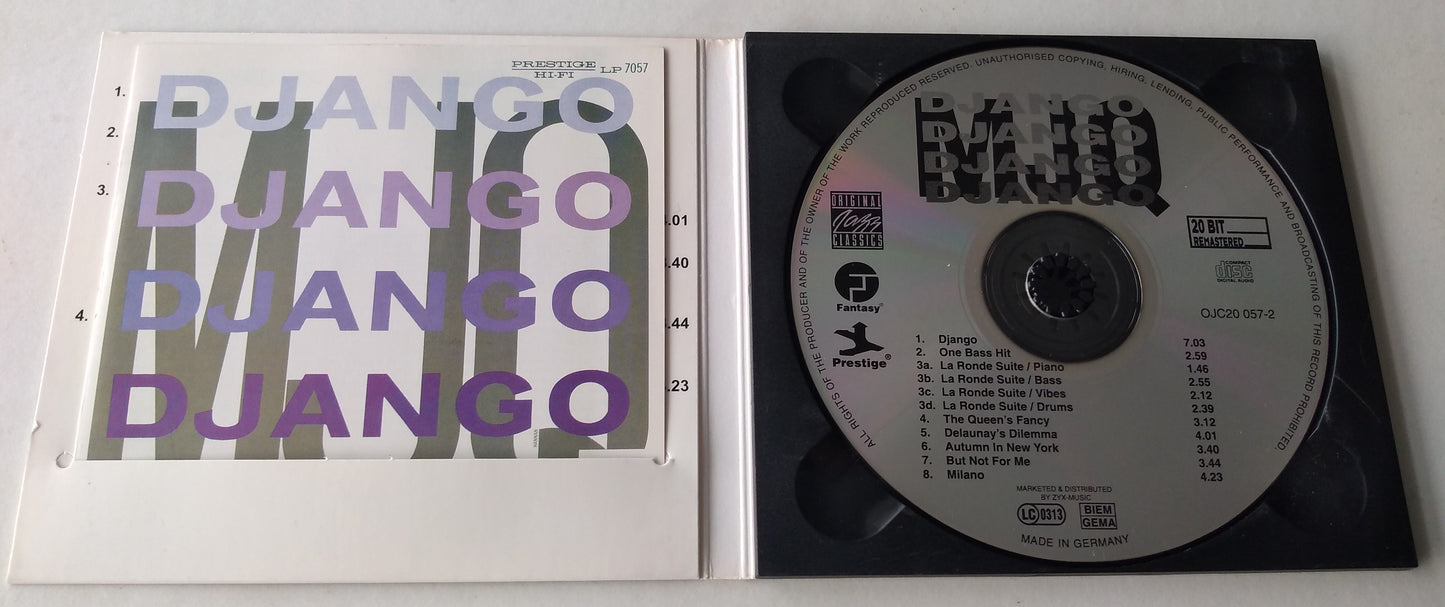 PRESTIGE
HI-FI
LP 7057
MJQ
DJANGO
DJANGO
DJANGO
DJANGO
HANNAH
1.
2.
3.
4.
.01
.40
.44
.23
ALL RIGHTS OF THE PRODUCER AND OF THE OWNER OF THE WORK REPRODUCED RESERVED. UNAUTHORISED COPYING, HIRING, LENDING, PUBLIC PERFORMANCE AND BROADCASTING OF THIS RECORD PROHIBITED.
MJQ
DJANGO
DJANGO
DJANGO
DJANGO
ORIGINAL
Jazz
CLASSICS
20 BIT
REMASTERED
COMPACT
disc
DIGITAL AUDIO
Fantasy®
OJC20 057-2
Prestige®
1. Django 7.03
2. One Bass Hit 2.59
3a. La Ronde Suite / Piano 1.46
3b. La Ronde Suite / Bass 2.55
3c. La Ronde Suite / Vibes 2.12
3d. La Ronde Suite / Drums 2.39
4. The Queen's Fancy 3.12
5. Delaunay's Dilemma 4.01
6. Autumn In New York 3.40
7. But Not For Me 3.44
8. Milano 4.23
MARKETED & DISTRIBUTED
BY ZYX-MUSIC
LC 0313
BIEM
GEMA
MADE IN GERMANY